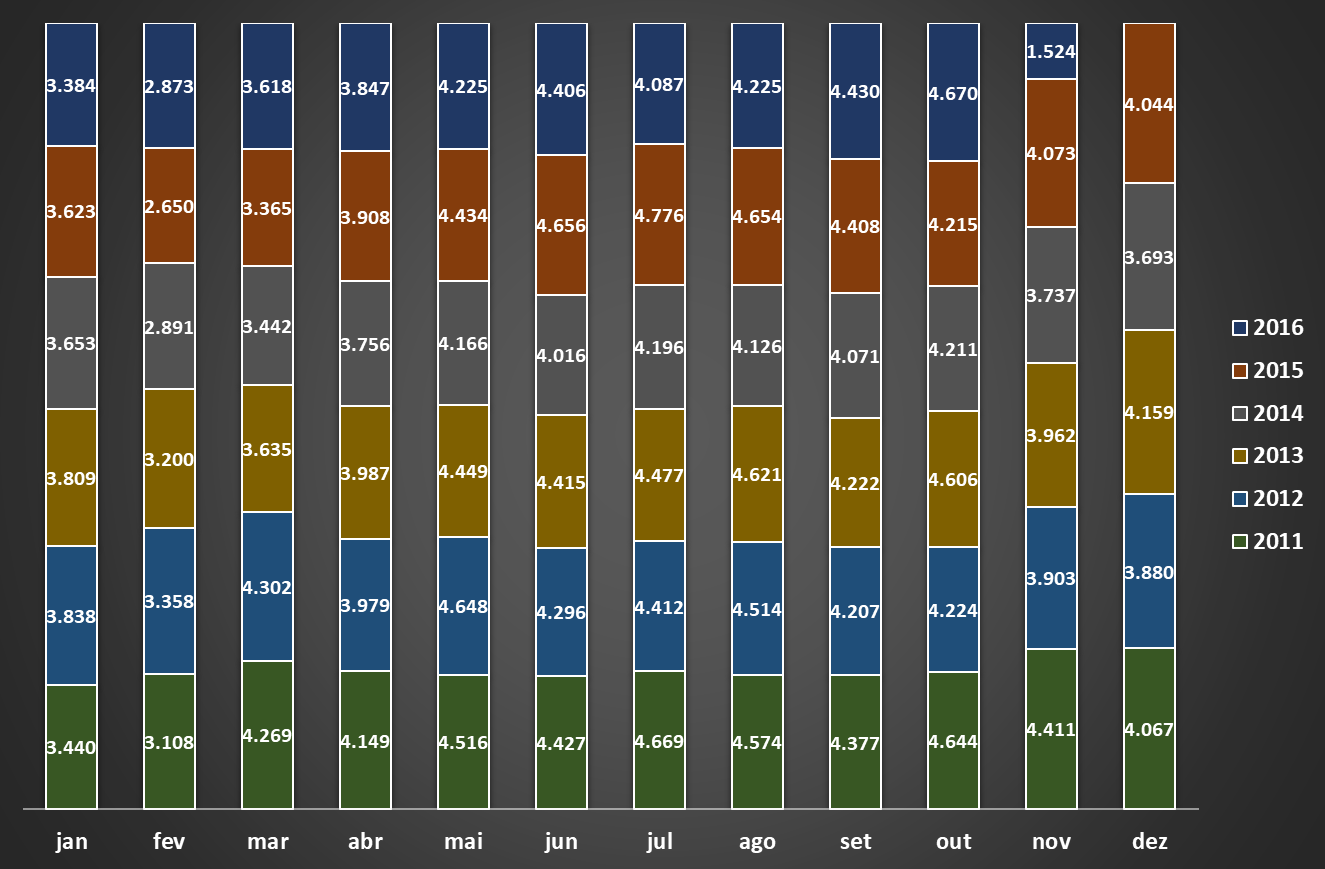 3.384 2.873 3.618 3.847 4.225 4.406 4.087 4.225 4.430 4.670 1.524 4.044
3.623 2.650 3.365 3.908 4.434 4.656 4.776 4.654 4.408 4.215 4.073 3.693
3.653 2.891 3.442 3.756 4.166 4.016 4.196 4.126 4.071 4.211 3.737 4.159
3.809 3.200 3.635 3.987 4.449 4.415 4.477 4.621 4.222 4.606 3.962 3.880
3.838 3.358 4.302 3.979 4.648 4.296 4.412 4.514 4.207 4.224 3.903 4.067
3.440 3.108 4.269 4.149 4.516 4.427 4.669 4.574 4.377 4.644 4.411
jan fev mar abr mai jun jul ago set out nov dez
2016
2015
2014
2013
2012
2011